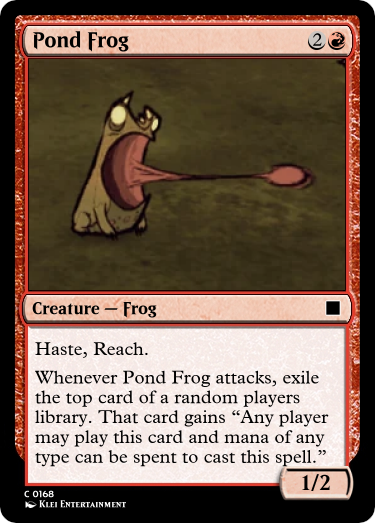 Pond Frog 2
Creature — Frog
Haste, Reach.
Whenever Pond Frog attacks, exile
the top card of a random players
library. That card gains “Any player
may play this card and mana of any
type can be spent to cast this spell.”
1/2
C 0168
Klei Entertainment